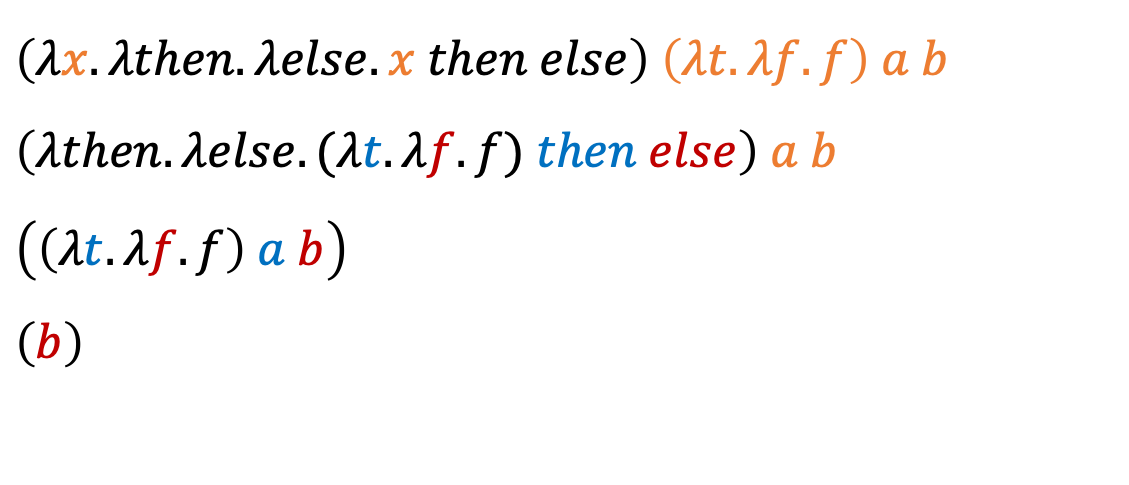 (λx. λthen. λelse. x then else) (λt. λf. f) a b
(λthen. λelse. (λt. λf. f) then else) a b
((λt. λf. f) a b)
(b)